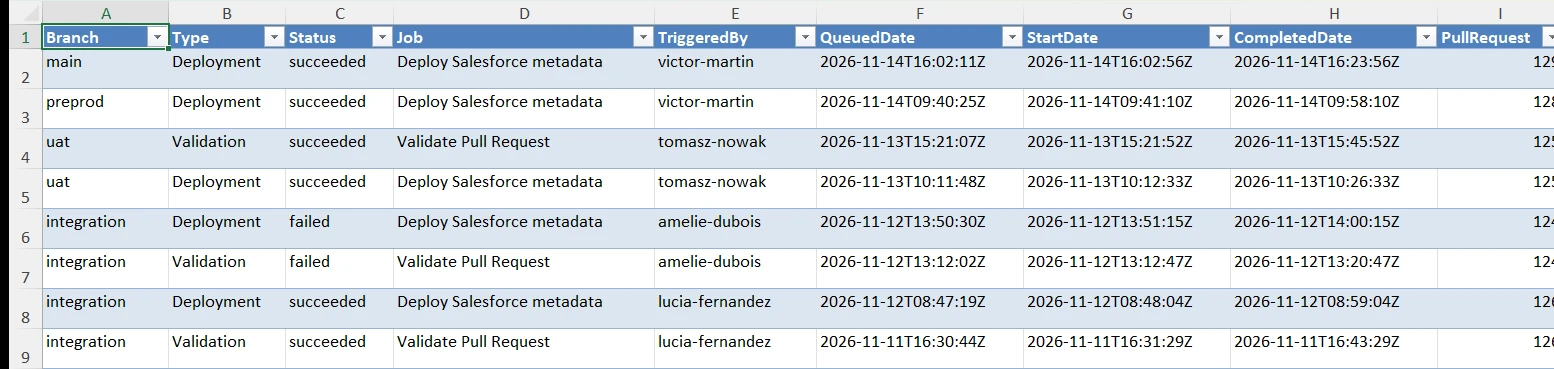 A B C D E F G H I
1 Branch Type Status Job TriggeredBy QueuedDate StartDate CompletedDate PullRequest
2 main Deployment succeeded Deploy Salesforce metadata victor-martin 2026-11-14T16:02:11Z 2026-11-14T16:02:56Z 2026-11-14T16:23:56Z
3 preprod Deployment succeeded Deploy Salesforce metadata victor-martin 2026-11-14T09:40:25Z 2026-11-14T09:41:10Z 2026-11-14T09:58:10Z
4 uat Validation succeeded Validate Pull Request tomasz-nowak 2026-11-13T15:21:07Z 2026-11-13T15:21:52Z 2026-11-13T15:45:52Z
5 uat Deployment succeeded Deploy Salesforce metadata tomasz-nowak 2026-11-13T10:11:48Z 2026-11-13T10:12:33Z 2026-11-13T10:26:33Z
6 integration Deployment failed Deploy Salesforce metadata amelie-dubois 2026-11-12T13:50:30Z 2026-11-12T13:51:15Z 2026-11-12T14:00:15Z
7 integration Validation failed Validate Pull Request amelie-dubois 2026-11-12T13:12:02Z 2026-11-12T13:12:47Z 2026-11-12T13:20:47Z
8 integration Deployment succeeded Deploy Salesforce metadata lucia-fernandez 2026-11-12T08:47:19Z 2026-11-12T08:48:04Z 2026-11-12T08:59:04Z
9 integration Validation succeeded Validate Pull Request lucia-fernandez 2026-11-11T16:30:44Z 2026-11-11T16:31:29Z 2026-11-11T16:43:29Z